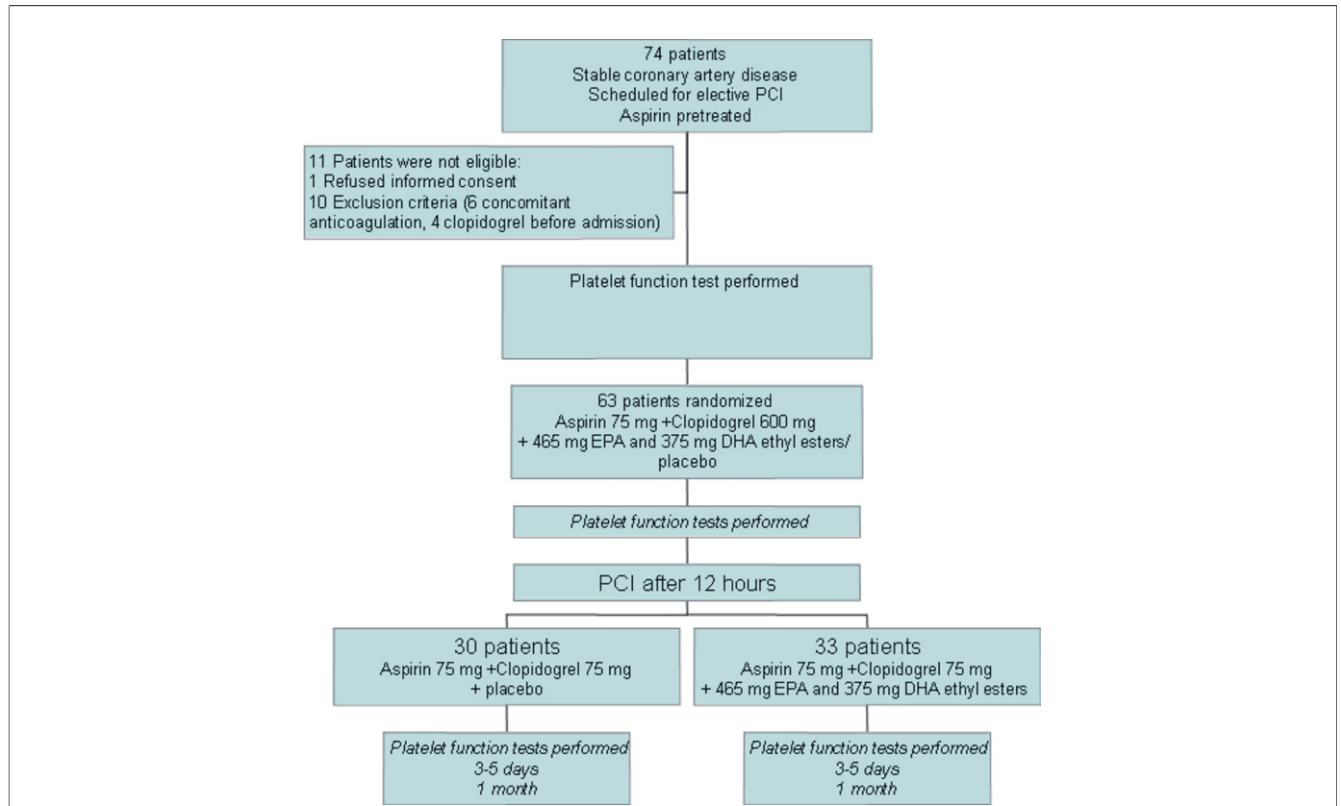 74 patients
Stable coronary artery disease
Scheduled for elective PCI
Aspirin pretreated
11 Patients were not eligible:
1 Refused informed consent
10 Exclusion criteria (6 concomitant
anticoagulation, 4 clopidogrel before admission)
Platelet function test performed
63 patients randomized
Aspirin 75 mg +Clopidogrel 600 mg
+ 465 mg EPA and 375 mg DHA ethyl esters/
placebo
Platelet function tests performed
PCI after 12 hours
30 patients
Aspirin 75 mg +Clopidogrel 75 mg
+ placebo
33 patients
Aspirin 75 mg +Clopidogrel 75 mg
+ 465 mg EPA and 375 mg DHA ethyl esters
Platelet function tests performed
3-5 days
1 month
Platelet function tests performed
3-5 days
1 month